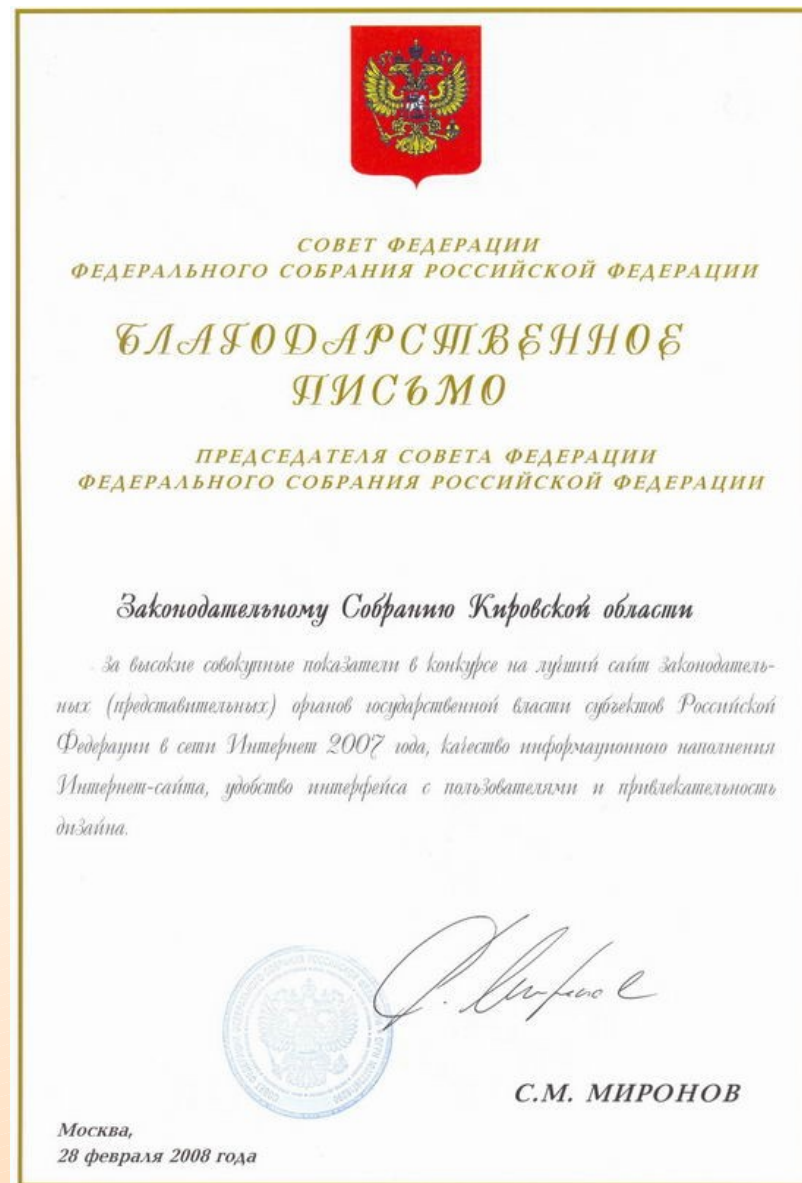 СОВЕТ ФЕДЕРАЦИИ
ФЕДЕРАЛЬНОГО СОБРАНИЯ РОССИЙСКОЙ ФЕДЕРАЦИИ
БЛАГОДАРСТВЕННОЕ
ПИСЬМО
ПРЕДСЕДАТЕЛЯ СОВЕТА ФЕДЕРАЦИИ
ФЕДЕРАЛЬНОГО СОБРАНИЯ РОССИЙСКОЙ ФЕДЕРАЦИИ
Законодательному Собранию Кировской области
За высокие совокупные показатели в конкурсе на лучший сайт законодатель-
ных (представительных) органов государственной власти субъектов Российской
Федерации в сети Интернет 2007 года, качество информационного наполнения
Интернет-сайта, удобство интерфейса с пользователями и привлекательность
дизайна.
С.М. МИРОНОВ
Москва,
28 февраля 2008 года